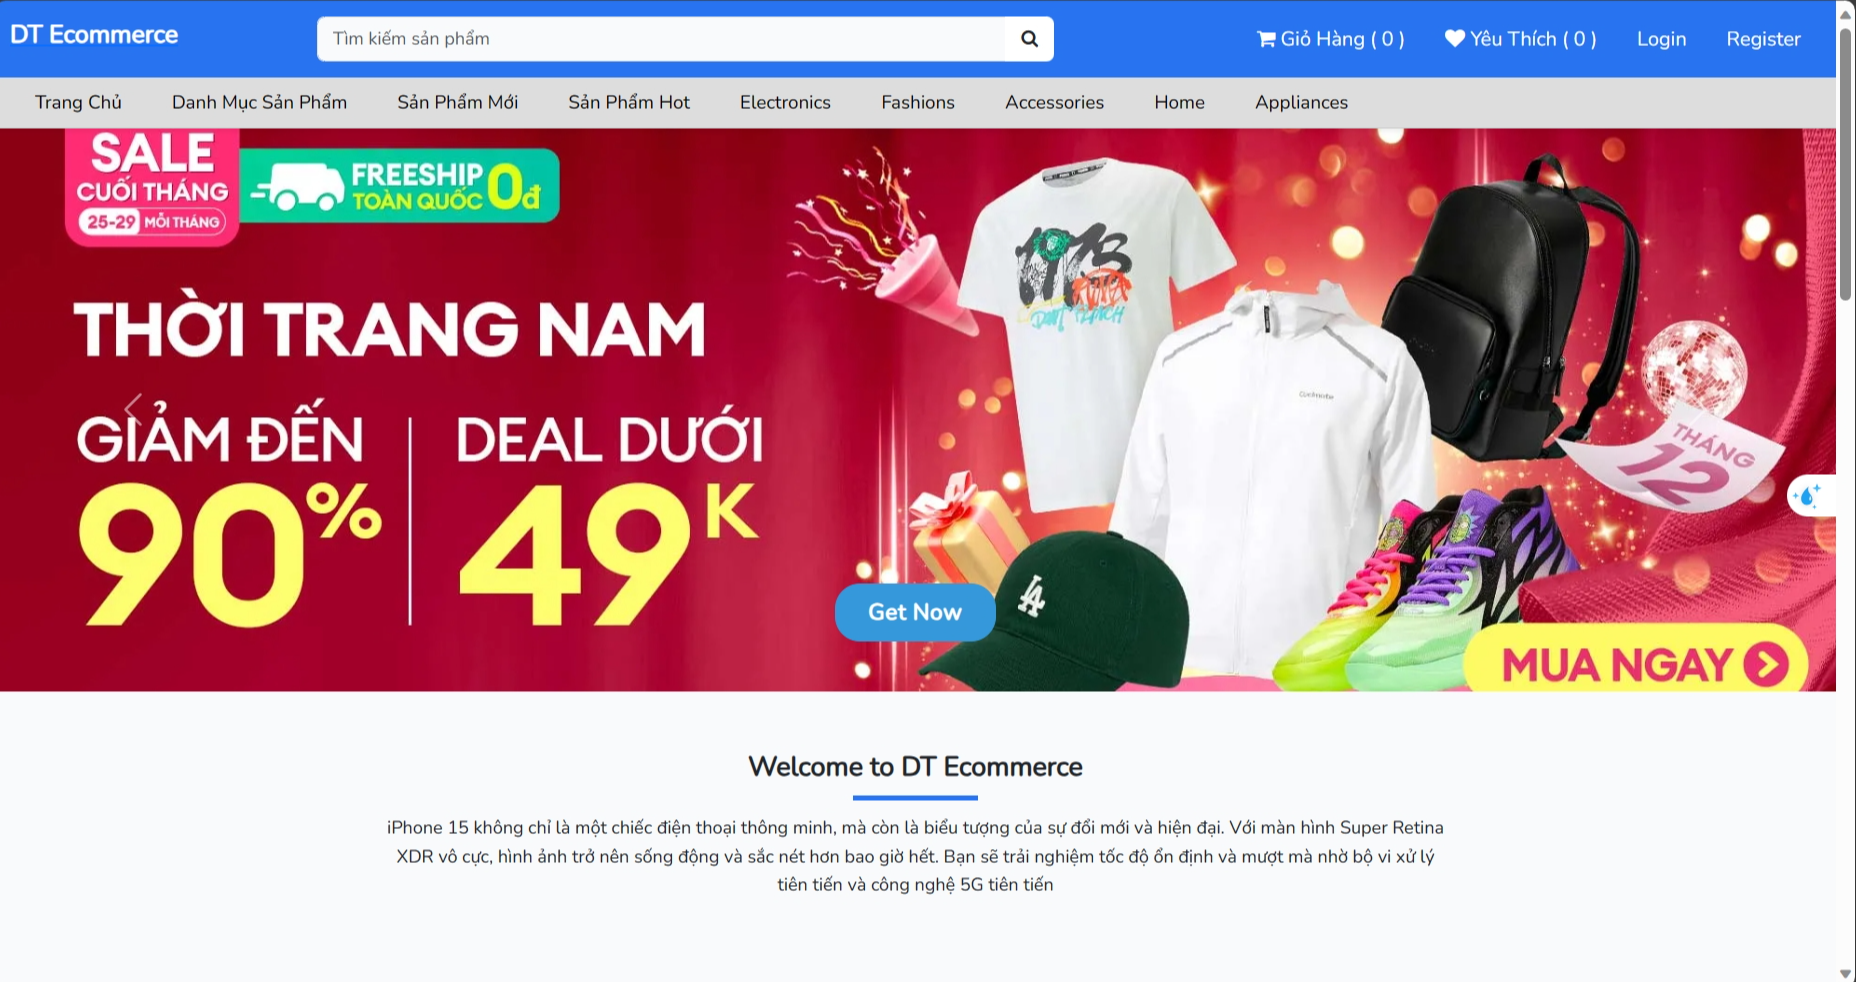 DT Ecommerce
Tìm kiếm sản phẩm
Giỏ Hàng ( 0 )
Yêu Thích ( 0 )
Login
Register
Trang Chủ
Danh Mục Sản Phẩm
Sản Phẩm Mới
Sản Phẩm Hot
Electronics
Fashions
Accessories
Home
Appliances
SALE
CUỐI THÁNG
25-29 MỖI THÁNG
FREESHIP
TOÀN QUỐC 0đ
THỜI TRANG NAM
GIẢM ĐẾN
90%
DEAL DƯỚI
49K
1973
LA
THÁNG
12
Get Now
MUA NGAY
Welcome to DT Ecommerce
iPhone 15 không chỉ là một chiếc điện thoại thông minh, mà còn là biểu tượng của sự đổi mới và hiện đại. Với màn hình Super Retina
XDR vô cực, hình ảnh trở nên sống động và sắc nét hơn bao giờ hết. Bạn sẽ trải nghiệm tốc độ ổn định và mượt mà nhờ bộ vi xử lý
tiên tiến và công nghệ 5G tiên tiến